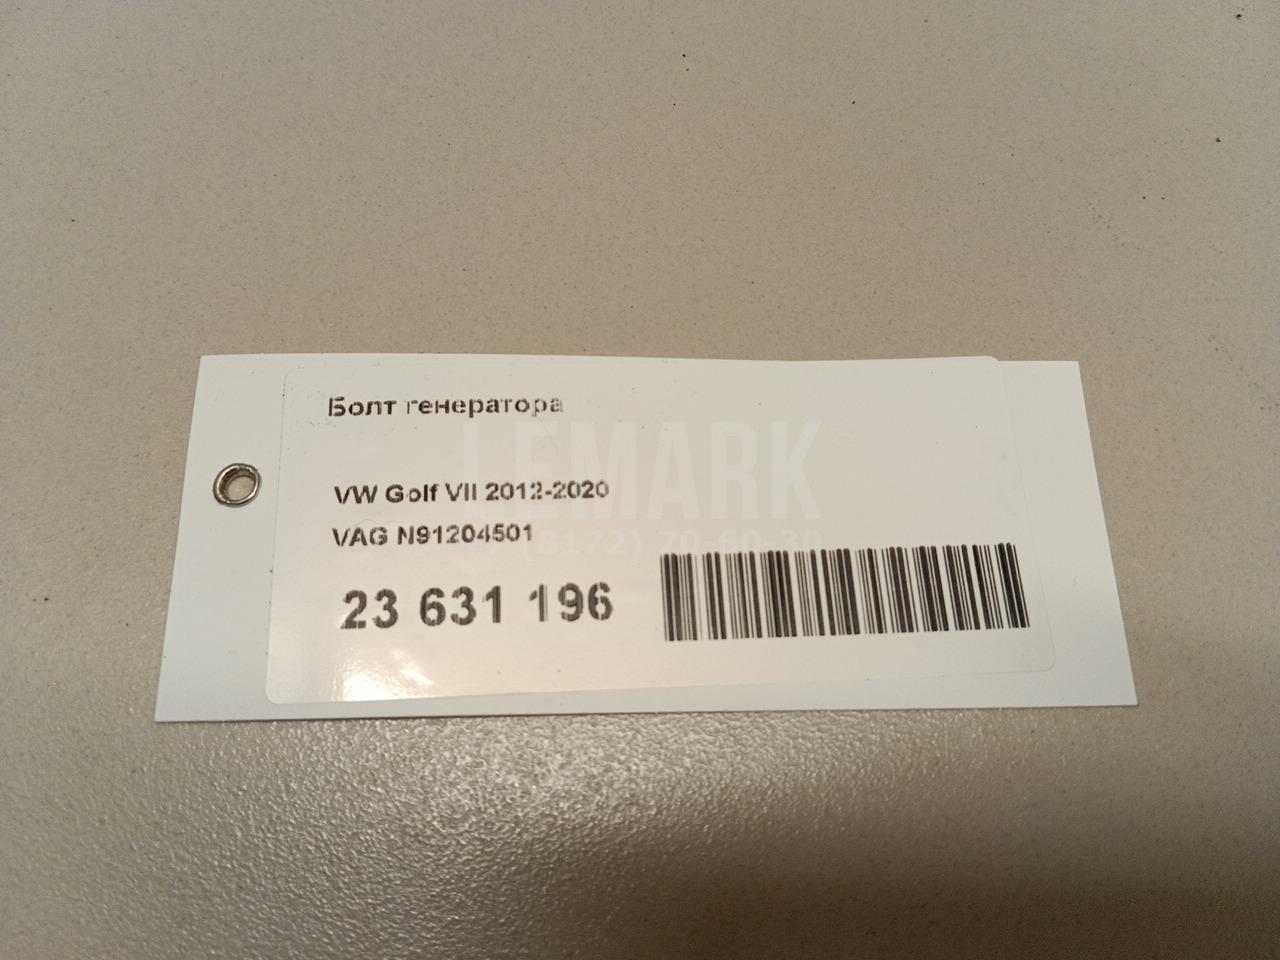 Болт генератора
VW Golf VII 2012-2020
VAG N91204501
23 631 196
LEMARK
(8172) 70-60-30